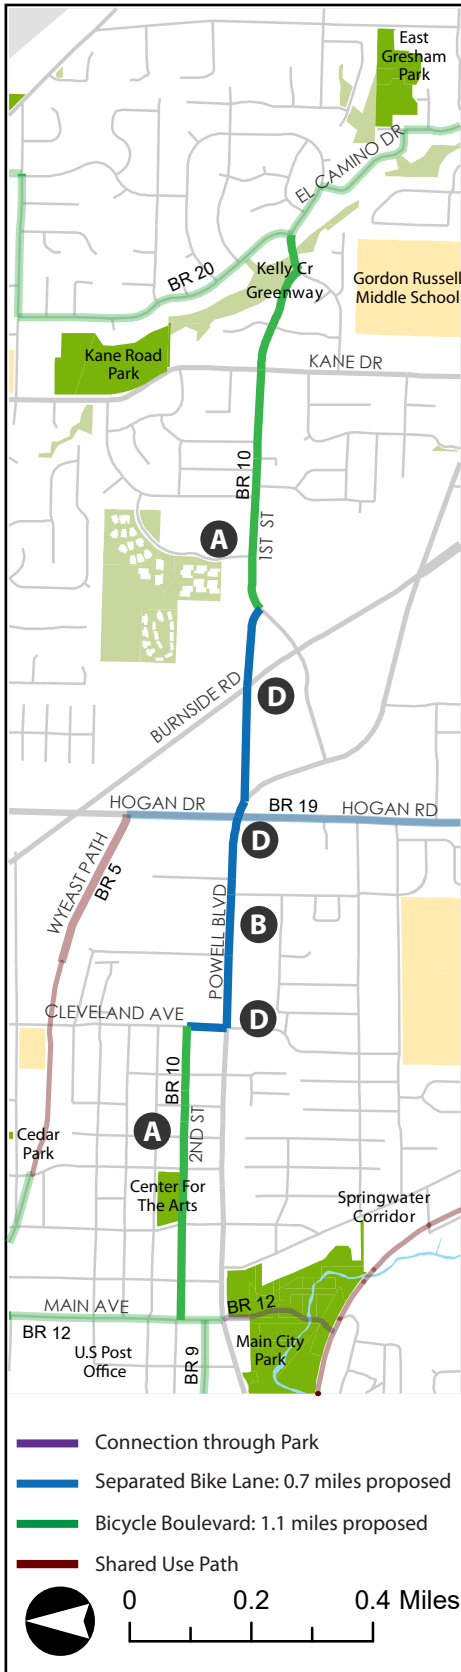 East
Gresham
Park
EL CAMINO DR
BR 20
Kelly Cr
Greenway
Gordon Russell
Middle School
Kane Road
Park
KANE DR
BR 10
1ST ST
A
BURNSIDE RD
D
HOGAN DR
BR 19
HOGAN RD
D
WYEAST PATH
BR 5
POWELL BLVD
B
CLEVELAND AVE
D
BR 10
2ND ST
A
Cedar
Park
Center For
The Arts
Springwater
Corridor
MAIN AVE
BR 12
BR 12
U.S Post
Office
BR 9
Main City
Park
Connection through Park
Separated Bike Lane: 0.7 miles proposed
Bicycle Boulevard: 1.1 miles proposed
Shared Use Path
0 0.2 0.4 Miles